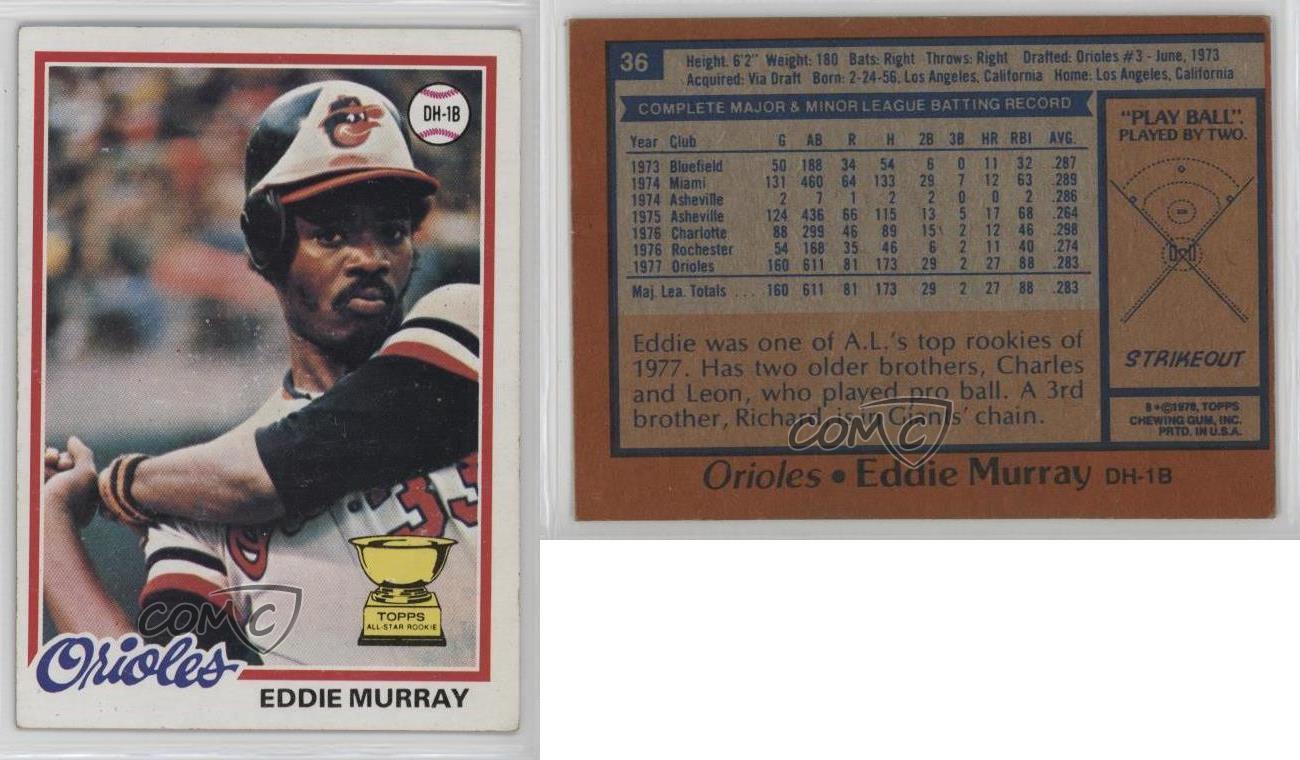 DH-1B
33
TOPPS
ALL-STAR ROOKIE
COMC
Orioles
EDDIE MURRAY
36
Height: 6'2" Weight: 180 Bats: Right Throws: Right Drafted: Orioles #3 - June, 1973
Acquired: Via Draft Born: 2-24-56, Los Angeles, California Home: Los Angeles, California
COMPLETE MAJOR & MINOR LEAGUE BATTING RECORD
Year Club G AB R H 2B 3B HR RBI AVG.
1973 Bluefield 50 188 34 54 6 0 11 32 .287
1974 Miami 131 460 64 133 29 7 12 63 .289
1974 Asheville 2 7 1 2 2 0 0 2 .286
1975 Asheville 124 436 66 115 13 5 17 68 .264
1976 Charlotte 88 299 46 89 15 2 12 46 .298
1976 Rochester 54 168 35 46 6 2 11 40 .274
1977 Orioles 160 611 81 173 29 2 27 88 .283
Maj. Lea. Totals .... 160 611 81 173 29 2 27 88 .283
"PLAY BALL".
PLAYED BY TWO.
STRIKEOUT
Eddie was one of A.L.'s top rookies of
1977. Has two older brothers, Charles
and Leon, who played pro ball. A 3rd
brother, Richard, is in Giants' chain.
COMC
B*©1978, TOPPS
CHEWING GUM, INC.
PRTD. IN U.S.A.
Orioles • Eddie Murray DH-1B